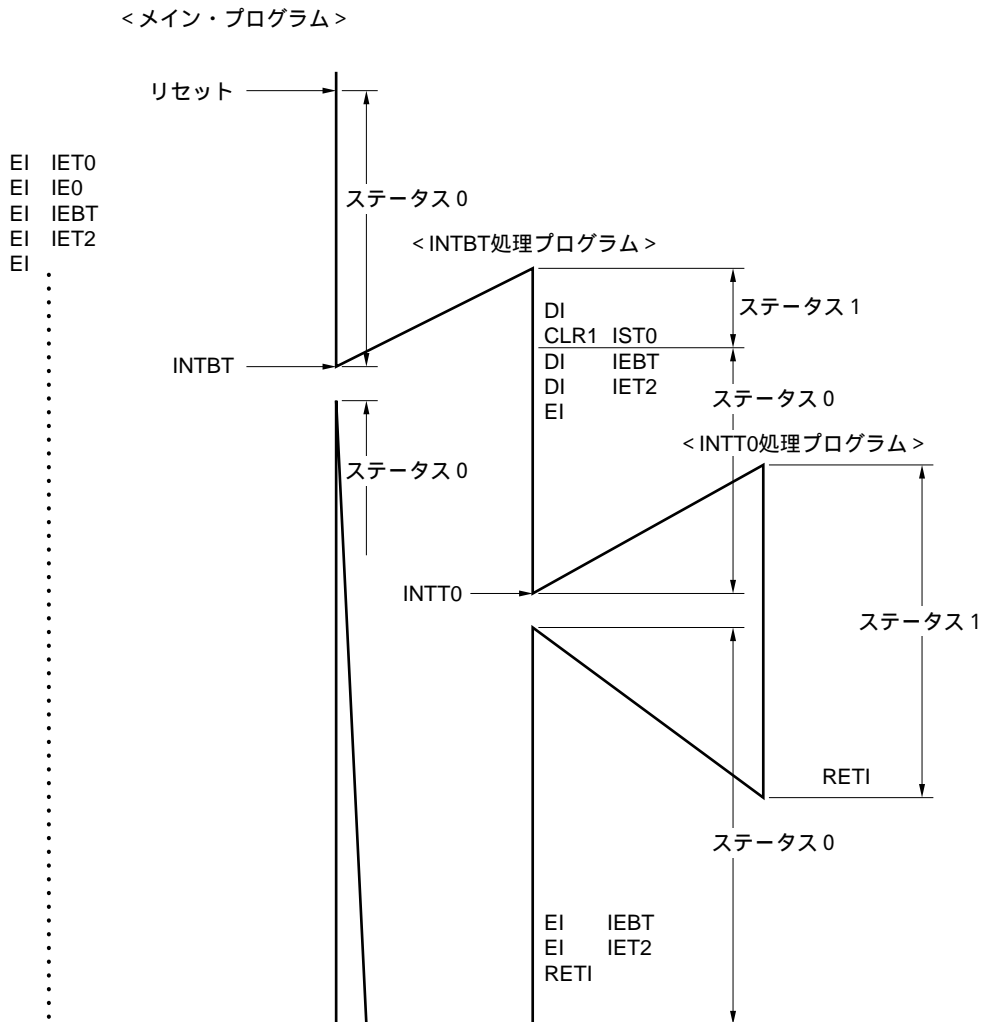 <メイン・プログラム>
リセット
EI IET0
EI IE0
EI IEBT
EI IET2
EI
ステータス0
<INTBT処理プログラム>
INTBT
DI
CLR1 IST0
DI IEBT
DI IET2
EI
ステータス1
ステータス0
<INTT0処理プログラム>
ステータス0
INTT0
ステータス1
RETI
ステータス0
EI IEBT
EI IET2
RETI